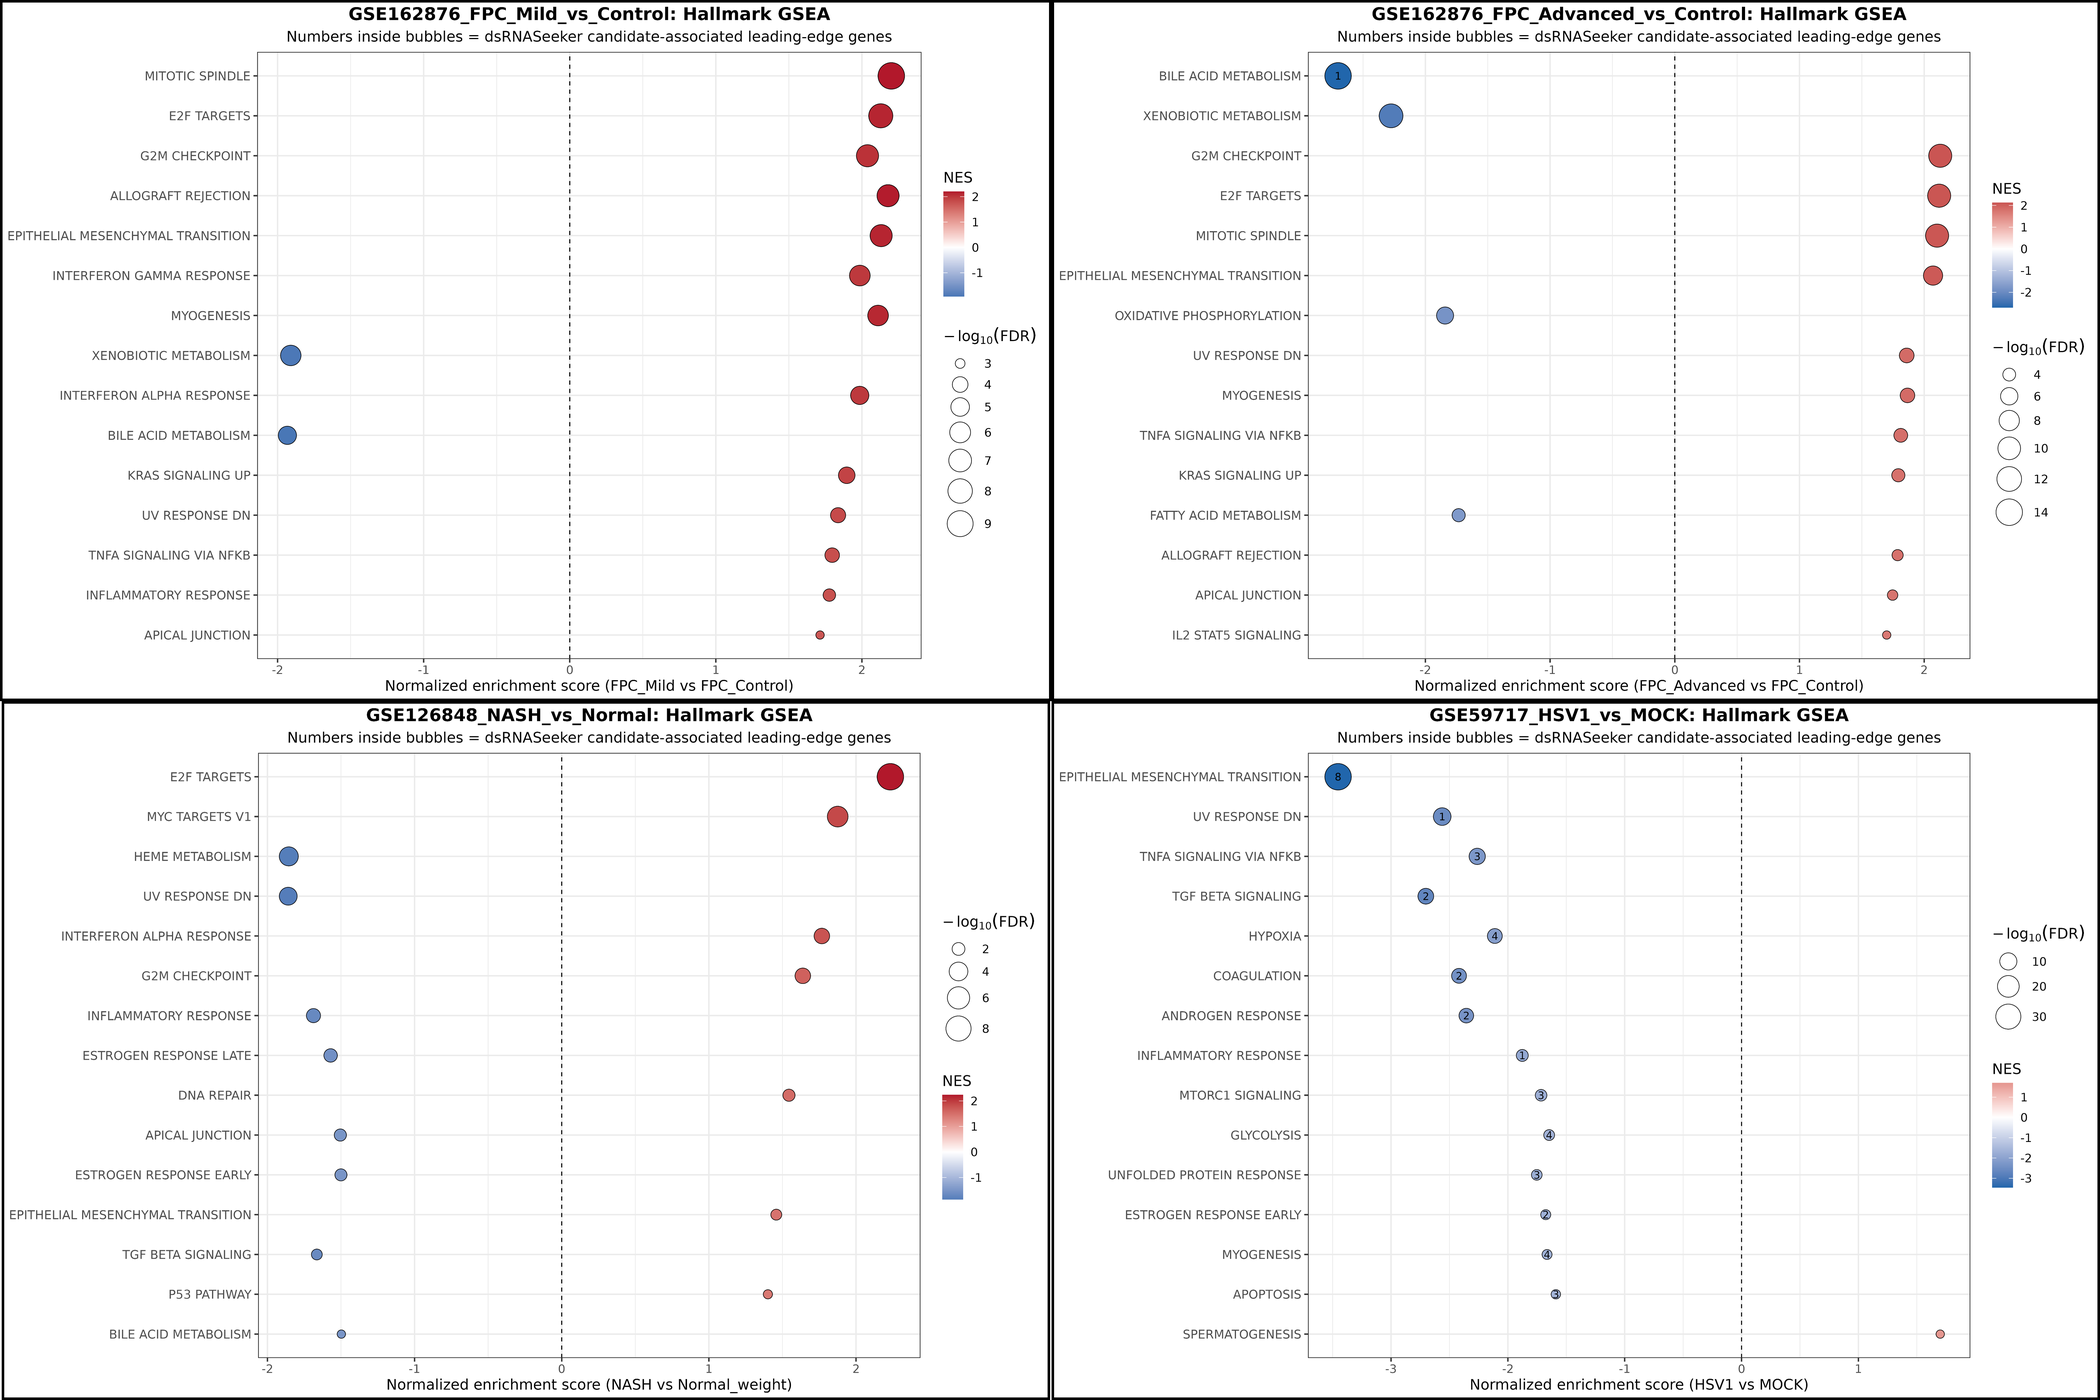 GSE162876_FPC_Mild_vs_Control: Hallmark GSEA
Numbers inside bubbles = dsRNASeeker candidate-associated leading-edge genes
MITOTIC SPINDLE
E2F TARGETS
G2M CHECKPOINT
ALLOGRAFT REJECTION
EPITHELIAL MESENCHYMAL TRANSITION
INTERFERON GAMMA RESPONSE
MYOGENESIS
XENOBIOTIC METABOLISM
INTERFERON ALPHA RESPONSE
BILE ACID METABOLISM
KRAS SIGNALING UP
UV RESPONSE DN
TNFA SIGNALING VIA NFKB
INFLAMMATORY RESPONSE
APICAL JUNCTION
-2 -1 0 1 2
Normalized enrichment score (FPC_Mild vs FPC_Control)
NES
2
1
0
-1
−log10(FDR)
3
4
5
6
7
8
9
GSE162876_FPC_Advanced_vs_Control: Hallmark GSEA
Numbers inside bubbles = dsRNASeeker candidate-associated leading-edge genes
BILE ACID METABOLISM 1
XENOBIOTIC METABOLISM
G2M CHECKPOINT
E2F TARGETS
MITOTIC SPINDLE
EPITHELIAL MESENCHYMAL TRANSITION
OXIDATIVE PHOSPHORYLATION
UV RESPONSE DN
MYOGENESIS
TNFA SIGNALING VIA NFKB
KRAS SIGNALING UP
FATTY ACID METABOLISM
ALLOGRAFT REJECTION
APICAL JUNCTION
IL2 STAT5 SIGNALING
-2 -1 0 1 2
Normalized enrichment score (FPC_Advanced vs FPC_Control)
NES
2
1
0
-1
-2
−log10(FDR)
4
6
8
10
12
14
GSE126848_NASH_vs_Normal: Hallmark GSEA
Numbers inside bubbles = dsRNASeeker candidate-associated leading-edge genes
E2F TARGETS
MYC TARGETS V1
HEME METABOLISM
UV RESPONSE DN
INTERFERON ALPHA RESPONSE
G2M CHECKPOINT
INFLAMMATORY RESPONSE
ESTROGEN RESPONSE LATE
DNA REPAIR
APICAL JUNCTION
ESTROGEN RESPONSE EARLY
EPITHELIAL MESENCHYMAL TRANSITION
TGF BETA SIGNALING
P53 PATHWAY
BILE ACID METABOLISM
-2 -1 0 1 2
Normalized enrichment score (NASH vs Normal_weight)
−log10(FDR)
2
4
6
8
NES
2
1
0
-1
GSE59717_HSV1_vs_MOCK: Hallmark GSEA
Numbers inside bubbles = dsRNASeeker candidate-associated leading-edge genes
EPITHELIAL MESENCHYMAL TRANSITION 8
UV RESPONSE DN 1
TNFA SIGNALING VIA NFKB 3
TGF BETA SIGNALING 2
HYPOXIA 4
COAGULATION 2
ANDROGEN RESPONSE 2
INFLAMMATORY RESPONSE 1
MTORC1 SIGNALING 3
GLYCOLYSIS 4
UNFOLDED PROTEIN RESPONSE 3
ESTROGEN RESPONSE EARLY 2
MYOGENESIS 4
APOPTOSIS 3
SPERMATOGENESIS
-3 -2 -1 0 1
Normalized enrichment score (HSV1 vs MOCK)
−log10(FDR)
10
20
30
NES
1
0
-1
-2
-3